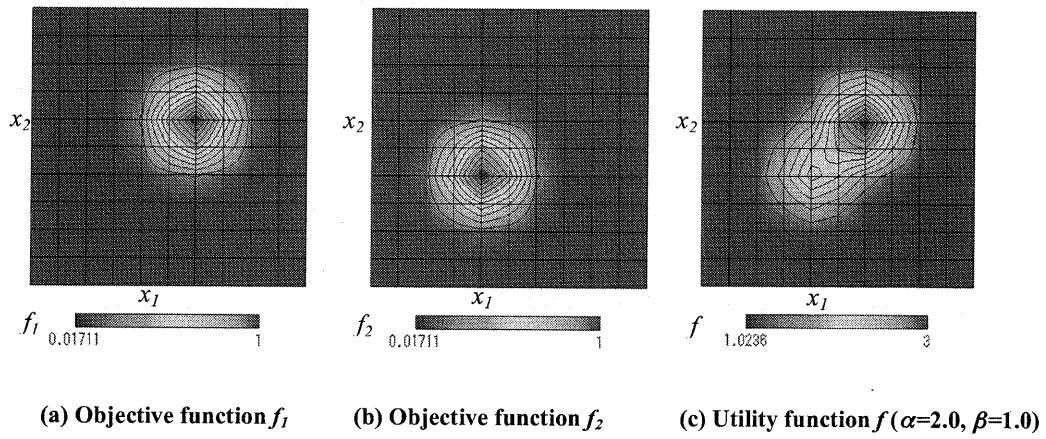 x2
x1
f1
0.01711
1
(a) Objective function f1
x2
x1
f2
0.01711
1
(b) Objective function f2
x2
x1
f
1.0236
3
(c) Utility function f (α=2.0, β=1.0)